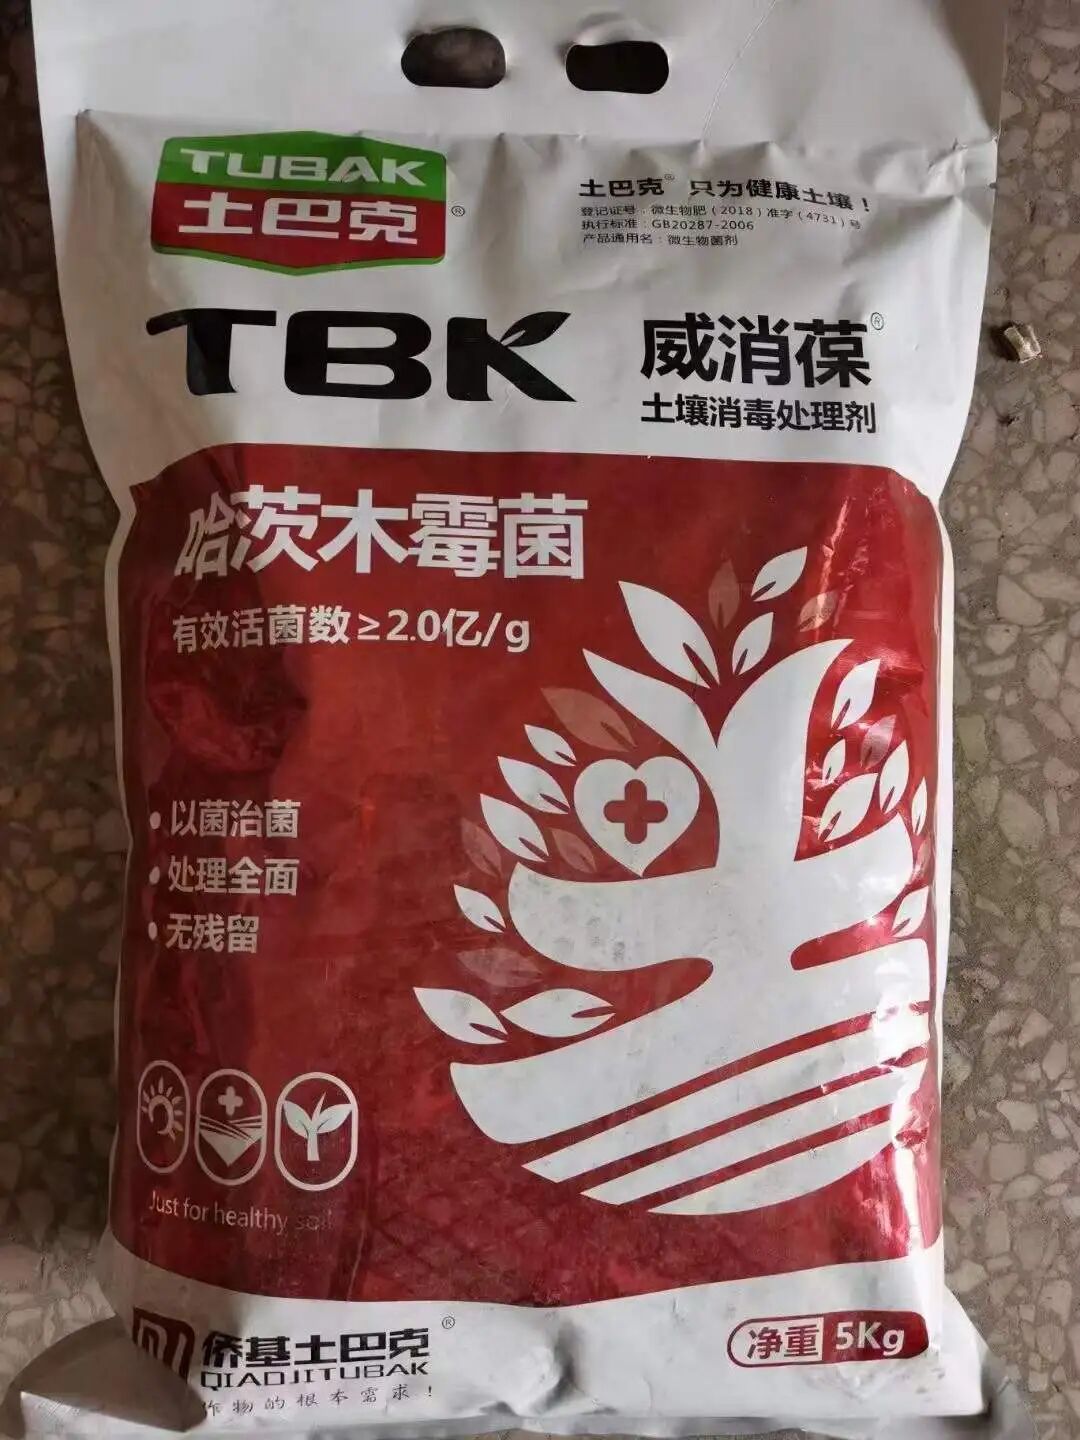 TUBAK
土巴克®
土巴克® 只为健康土壤！
登记证号：微生物肥（2018）准字（4731）号
执行标准：GB20287-2006
产品通用名：微生物菌剂
TBK
威消葆®
土壤消毒处理剂
哈茨木霉菌
有效活菌数≥2.0亿/g
• 以菌治菌
• 处理全面
• 无残留
Just for healthy soil
侨基土巴克®
QIAOJITUBAK
作物的根本需求！
净重 5Kg